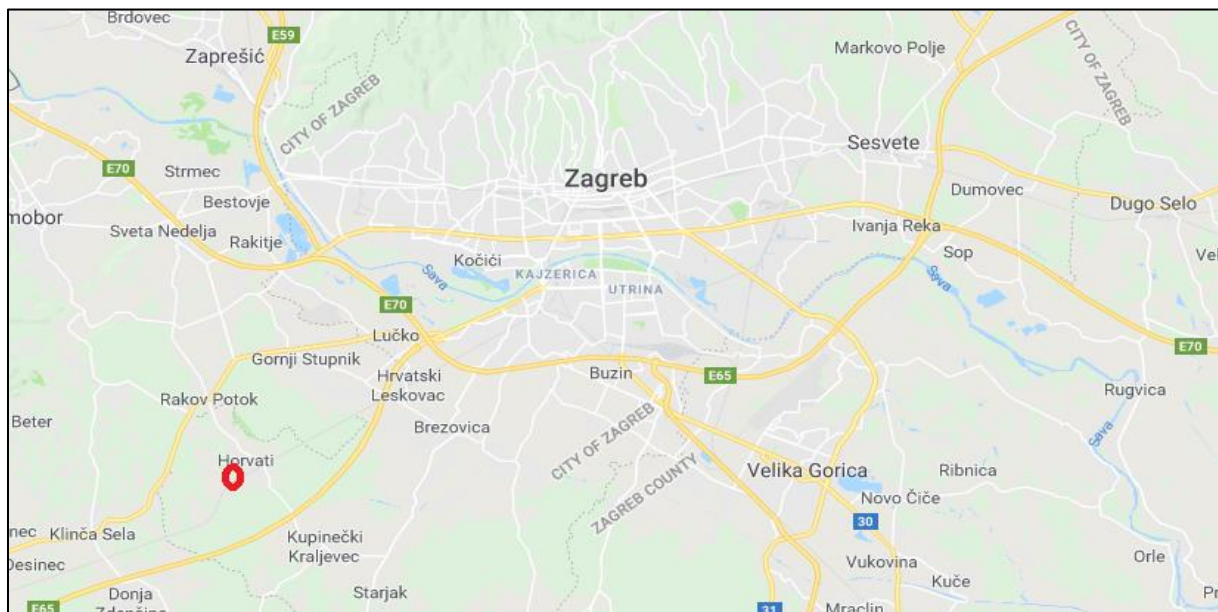 Brdovec
E59
Zaprešić
CITY OF ZAGREB
Markovo Polje
CITY OF ZAGREB
Sesvete
E70
Strmec
Zagreb
Dumovec
Bestovje
Dugo Selo
mobor
Sveta Nedelja
Rakitje
Ivanja Reka
Sop
Vel
Kočići
KAJZERICA
Sava
UTRINA
Sava
E70
Lučko
Gornji Stupnik
Hrvatski
Leskovac
Buzin
E65
E70
Rugvica
Rakov Potok
Beter
Brezovica
CITY OF ZAGREB
ZAGREB COUNTY
Sava
Horvati
Velika Gorica
Ribnica
Novo Čiče
30
nec
Klinča Sela
Kupinečki
Kraljevec
Desinec
Vukovina
Orle
Kuče
Donja
Starjak
E65
31
Mraclin